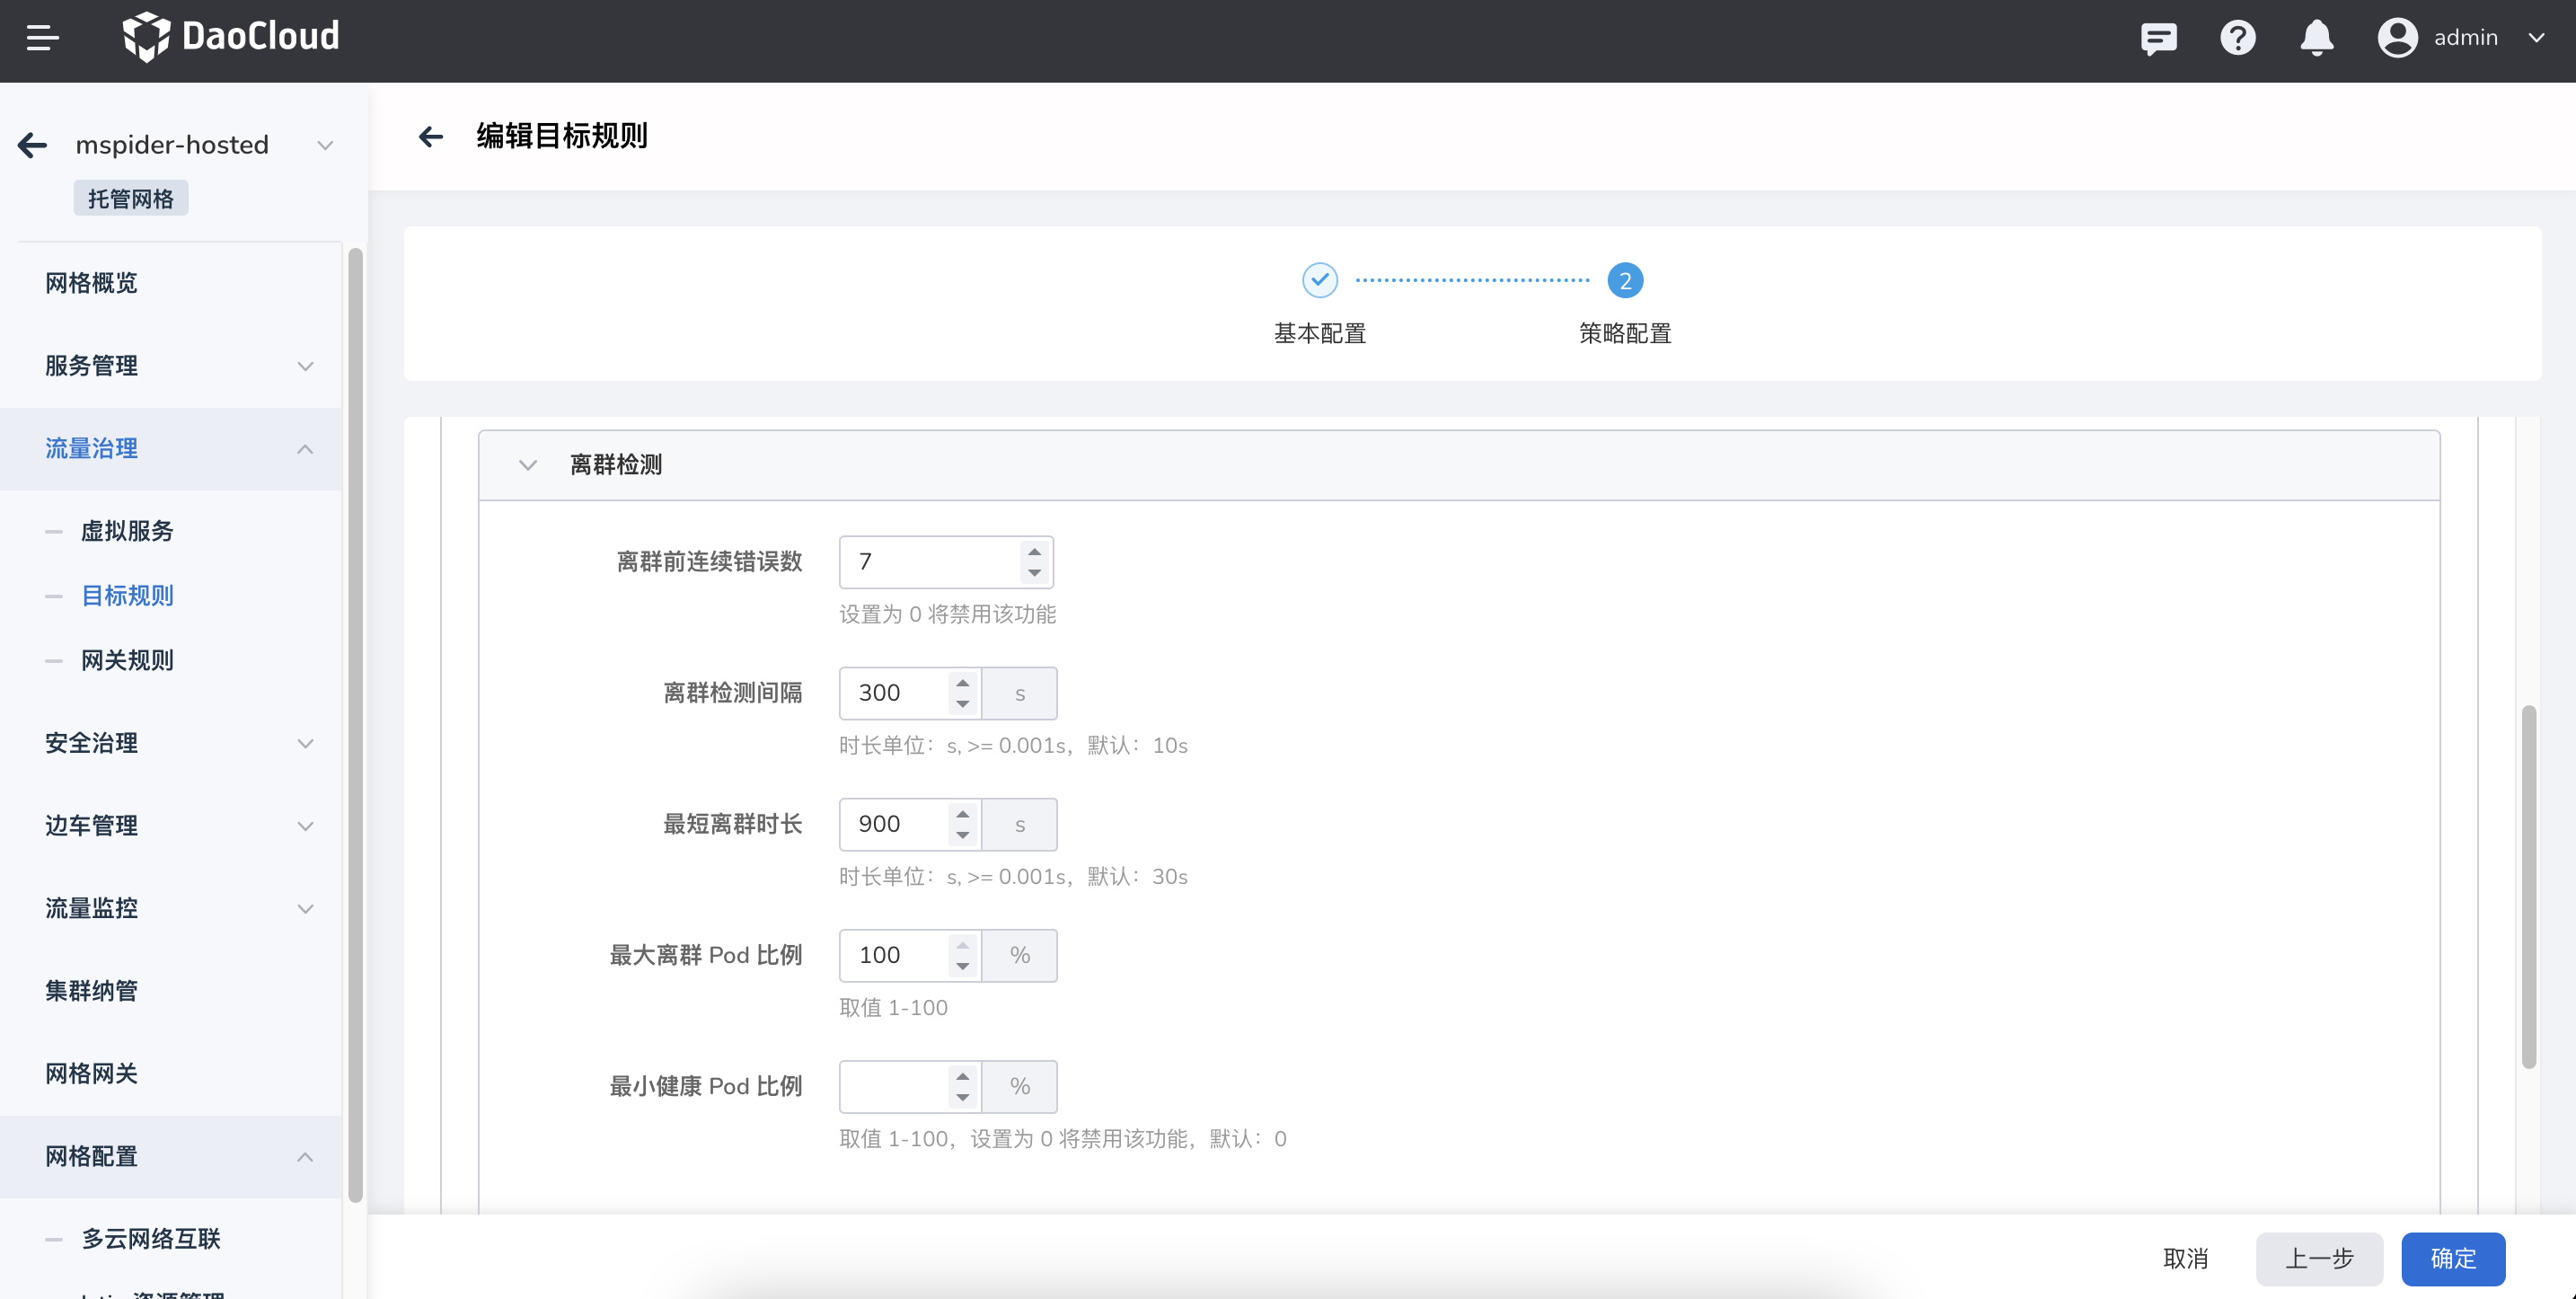 DaoCloud
admin
mspider-hosted
托管网格
网格概览
服务管理
流量治理
虚拟服务
目标规则
网关规则
安全治理
边车管理
流量监控
集群纳管
网格网关
网格配置
多云网络互联
资源管理
编辑目标规则
2
基本配置
策略配置
离群检测
离群前连续错误数
7
设置为 0 将禁用该功能
离群检测间隔
300
s
时长单位：s, >= 0.001s，默认：10s
最短离群时长
900
s
时长单位：s, >= 0.001s，默认：30s
最大离群 Pod 比例
100
%
取值 1-100
最小健康 Pod 比例
%
取值 1-100，设置为 0 将禁用该功能，默认：0
取消
上一步
确定